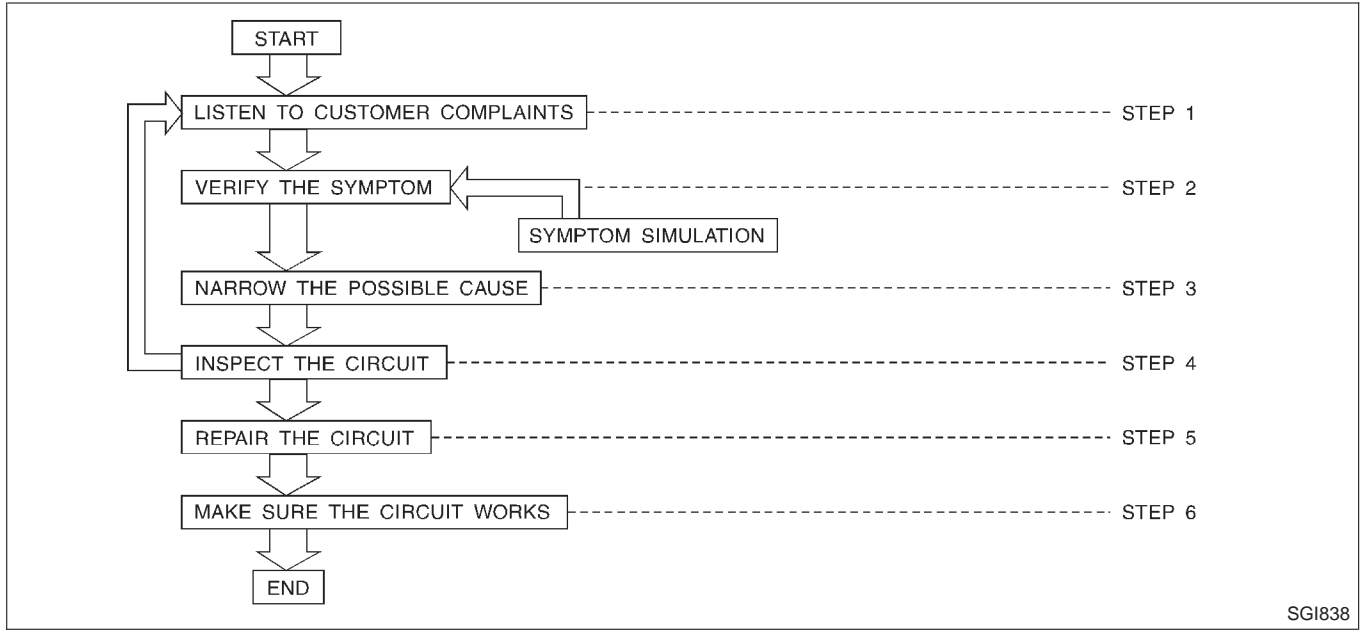 START
LISTEN TO CUSTOMER COMPLAINTS STEP 1
VERIFY THE SYMPTOM STEP 2
SYMPTOM SIMULATION
NARROW THE POSSIBLE CAUSE STEP 3
INSPECT THE CIRCUIT STEP 4
REPAIR THE CIRCUIT STEP 5
MAKE SURE THE CIRCUIT WORKS STEP 6
END
SGI838